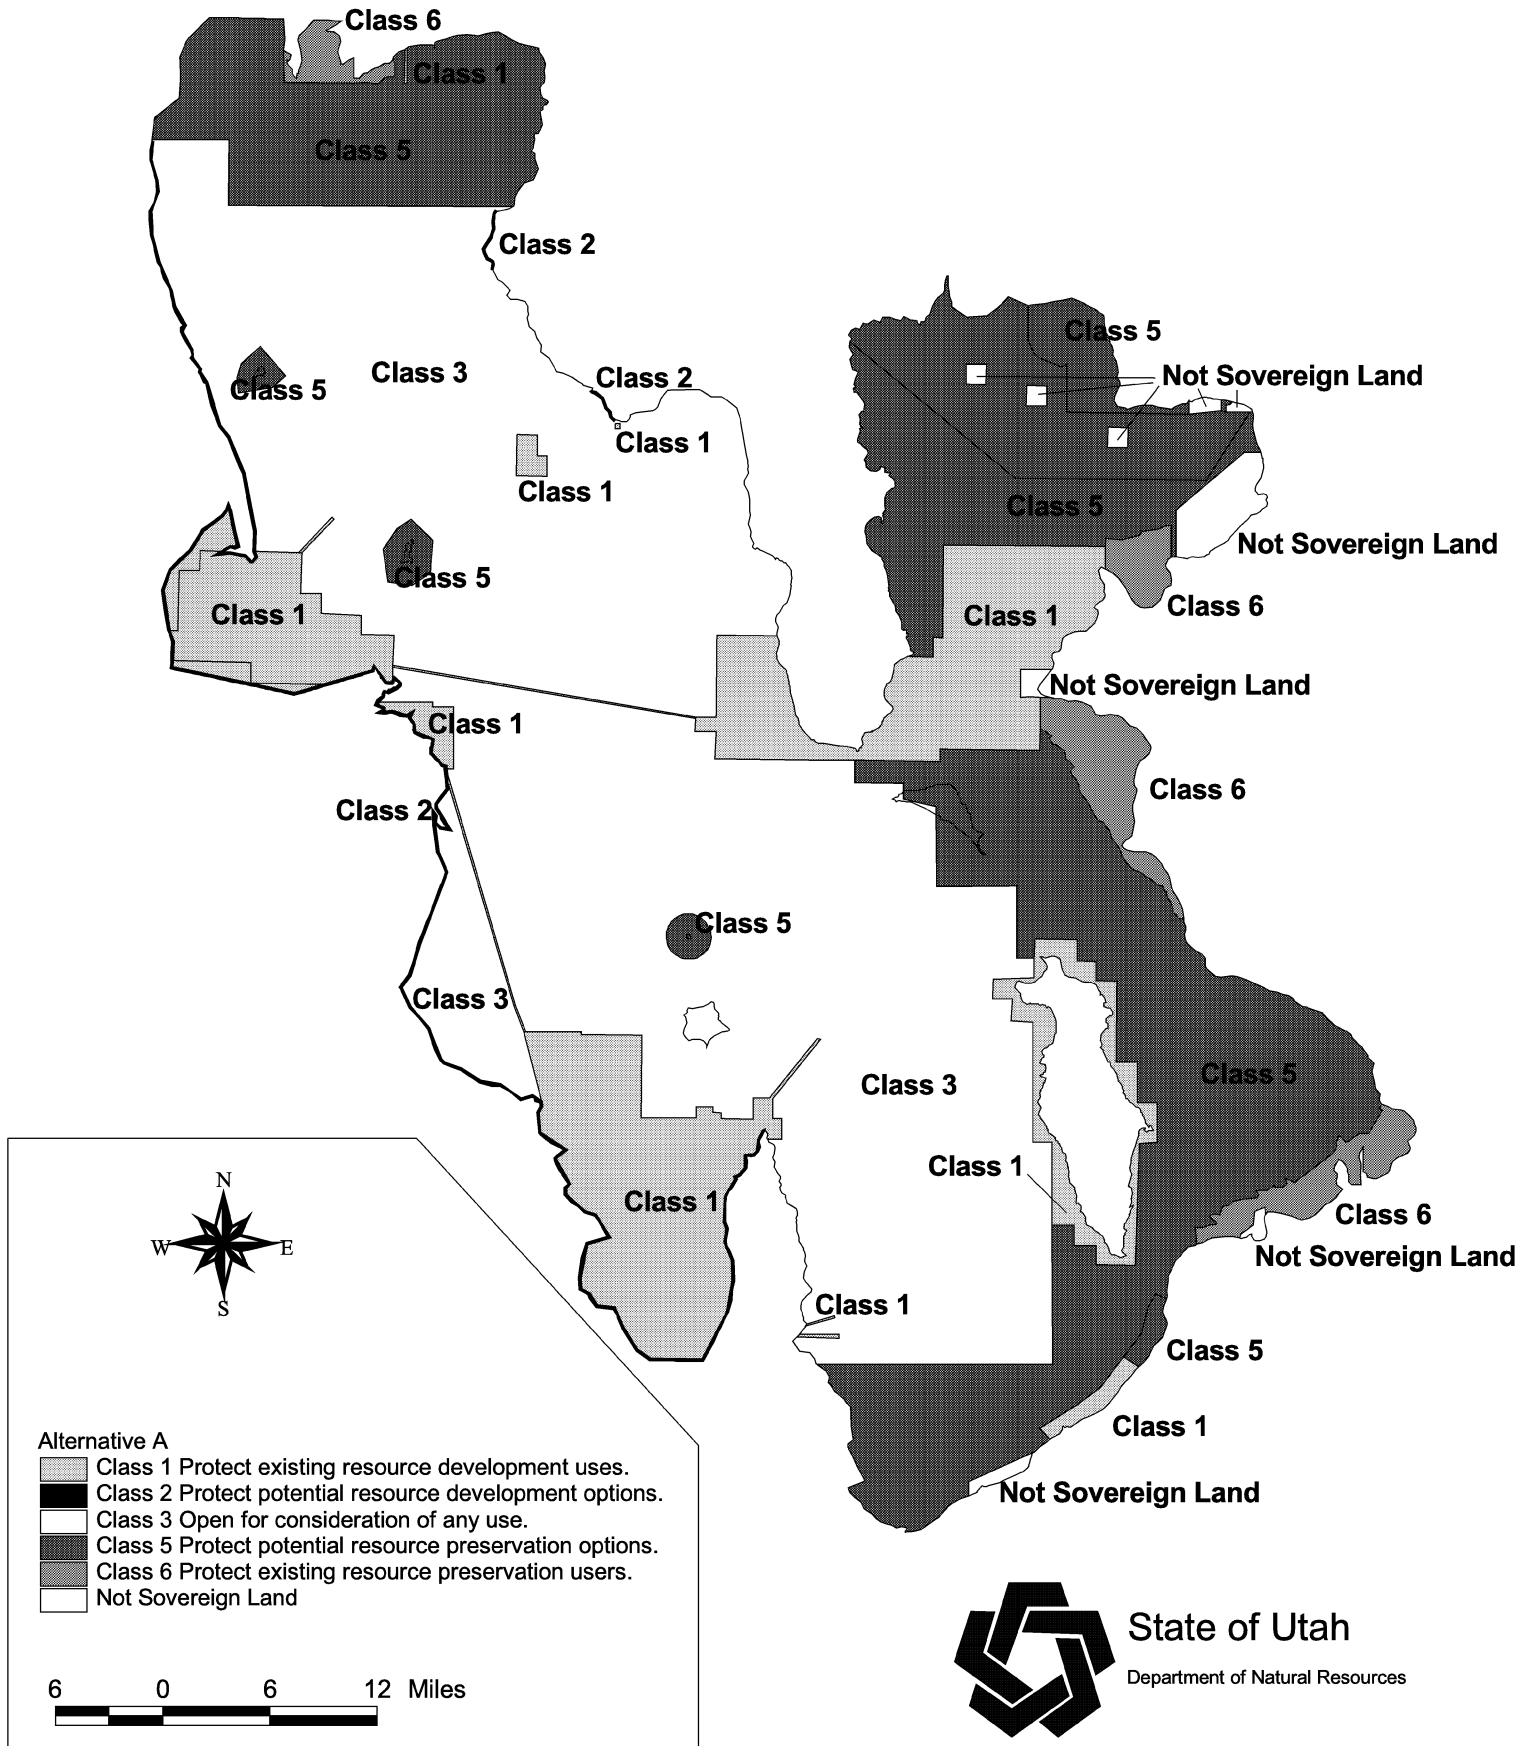 Class 6
Class 1
Class 5
Class 2
Class 5
Class 3
Class 5
Class 2
Not Sovereign Land
Class 1
Class 1
Class 5
Not Sovereign Land
Class 5
Class 6
Class 1
Class 1
Not Sovereign Land
Class 1
Class 6
Class 2
Class 5
Class 3
Class 5
Class 3
Class 1
Class 1
Class 6
Not Sovereign Land
Class 1
Class 5
Class 1
Not Sovereign Land
N
W
E
S
Alternative A
Class 1 Protect existing resource development uses.
Class 2 Protect potential resource development options.
Class 3 Open for consideration of any use.
Class 5 Protect potential resource preservation options.
Class 6 Protect existing resource preservation users.
Not Sovereign Land
6 0 6 12 Miles
State of Utah
Department of Natural Resources